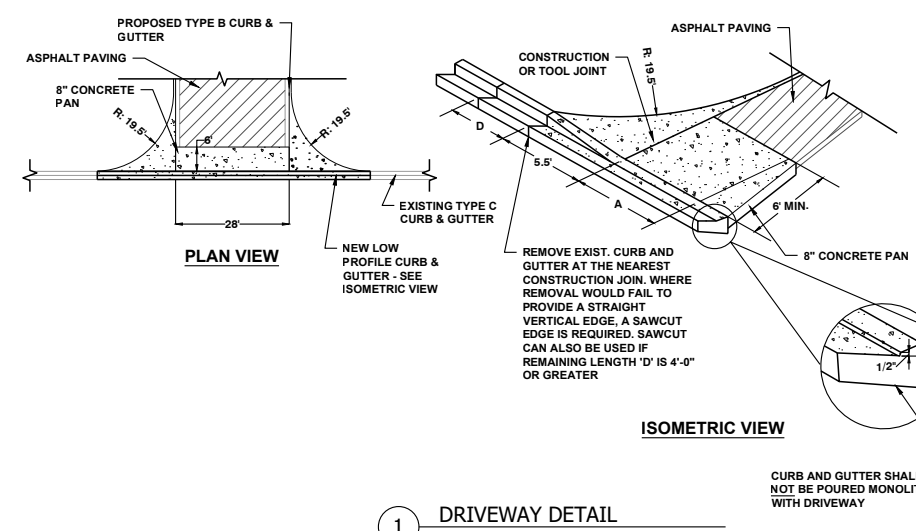 PROPOSED TYPE B CURB &
GUTTER
ASPHALT PAVING
8" CONCRETE
PAN
R: 19.5'
R: 19.5'
6'
28'
EXISTING TYPE C
CURB & GUTTER
NEW LOW
PROFILE CURB &
GUTTER - SEE
ISOMETRIC VIEW
PLAN VIEW
ASPHALT PAVING
CONSTRUCTION
OR TOOL JOINT
R: 19.5'
D
5.5'
A
6' MIN.
8" CONCRETE PAN
REMOVE EXIST. CURB AND
GUTTER AT THE NEAREST
CONSTRUCTION JOIN. WHERE
REMOVAL WOULD FAIL TO
PROVIDE A STRAIGHT
VERTICAL EDGE, A SAWCUT
EDGE IS REQUIRED. SAWCUT
CAN ALSO BE USED IF
REMAINING LENGTH 'D' IS 4'-0"
OR GREATER
1/2"
ISOMETRIC VIEW
CURB AND GUTTER SHAL
NOT BE POURED MONOLIT
WITH DRIVEWAY
1
DRIVEWAY DETAIL